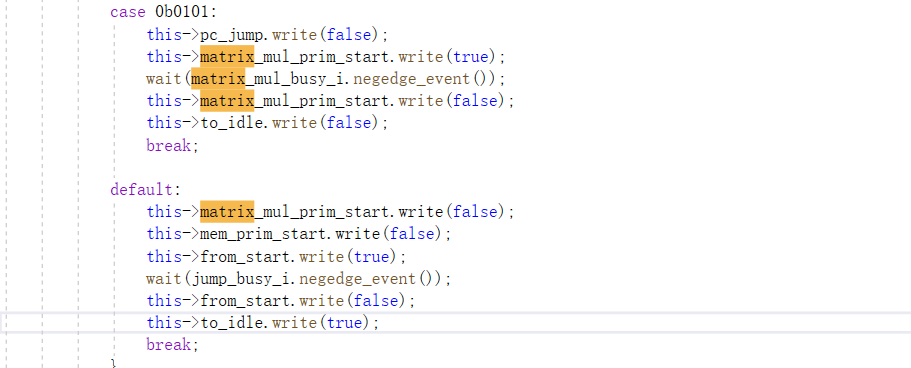 case 0b0101:
this->pc_jump.write(false);
this->matrix_mul_prim_start.write(true);
wait(matrix_mul_busy_i.negedge_event());
this->matrix_mul_prim_start.write(false);
this->to_idle.write(false);
break;
default:
this->matrix_mul_prim_start.write(false);
this->mem_prim_start.write(false);
this->from_start.write(true);
wait(jump_busy_i.negedge_event());
this->from_start.write(false);
this->to_idle.write(true);
break;
}